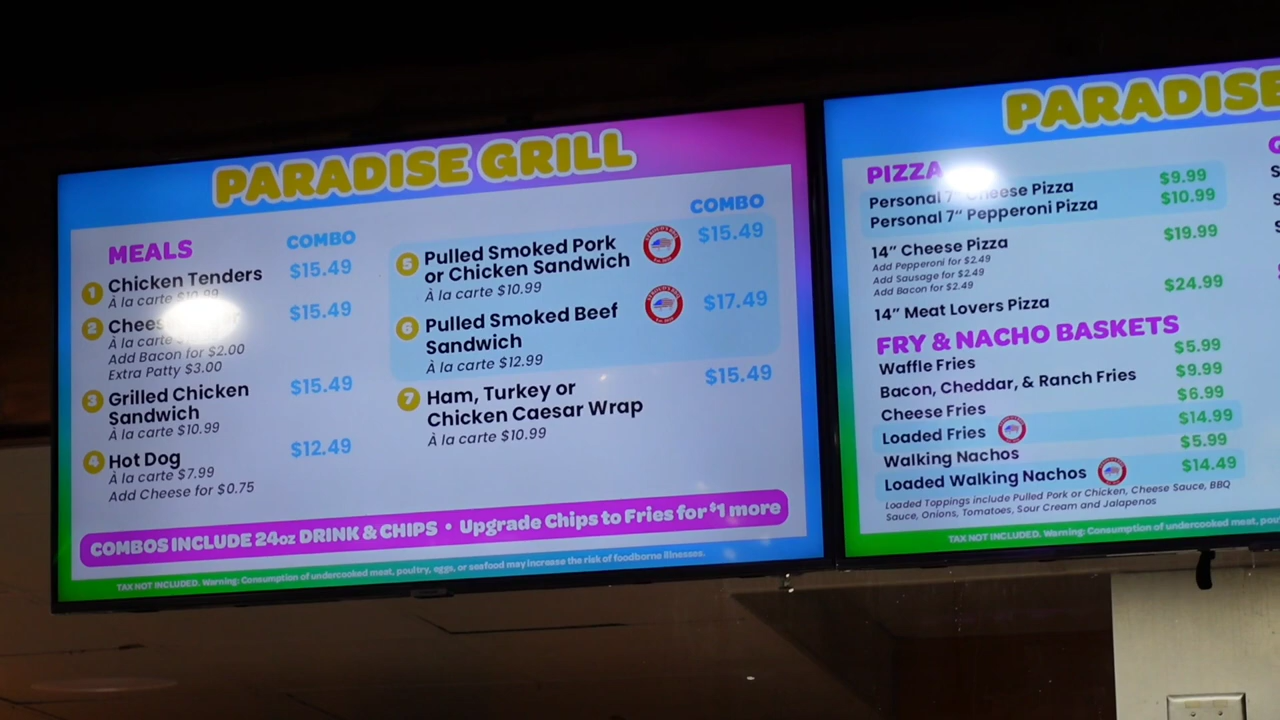 PARADISE GRILL
MEALS
COMBO
1 Chicken Tenders
À la carte $10.99
$15.49
2
À la carte
Add Bacon for $2.00
Extra Patty $3.00
$15.49
3 Grilled Chicken
Sandwich
À la carte $10.99
$15.49
4 Hot Dog
À la carte $7.99
Add Cheese for $0.75
$12.49
COMBO
5 Pulled Smoked Pork
or Chicken Sandwich
À la carte $10.99
$15.49
6 Pulled Smoked Beef
Sandwich
À la carte $12.99
$17.49
7 Ham, Turkey or
Chicken Caesar Wrap
À la carte $10.99
$15.49
COMBOS INCLUDE 24oz DRINK & CHIPS • Upgrade Chips to Fries for $1 more
TAX NOT INCLUDED. Warning: Consumption of undercooked meat, poultry, eggs, or seafood may increase the risk of foodborne illnesses.
PARADISE
PIZZA
Personal 7" Cheese Pizza $9.99
Personal 7" Pepperoni Pizza $10.99
14" Cheese Pizza $19.99
Add Pepperoni for $2.49
Add Sausage for $2.49
Add Bacon for $2.49
14" Meat Lovers Pizza $24.99
FRY & NACHO BASKETS
Waffle Fries $5.99
Bacon, Cheddar, & Ranch Fries $9.99
Cheese Fries $6.99
Loaded Fries $14.99
Walking Nachos $5.99
Loaded Walking Nachos $14.49
Loaded Toppings include Pulled Pork or Chicken, Cheese Sauce, BBQ
Sauce, Onions, Tomatoes, Sour Cream and Jalapenos
TAX NOT INCLUDED. Warning: Consumption of undercooked meat,